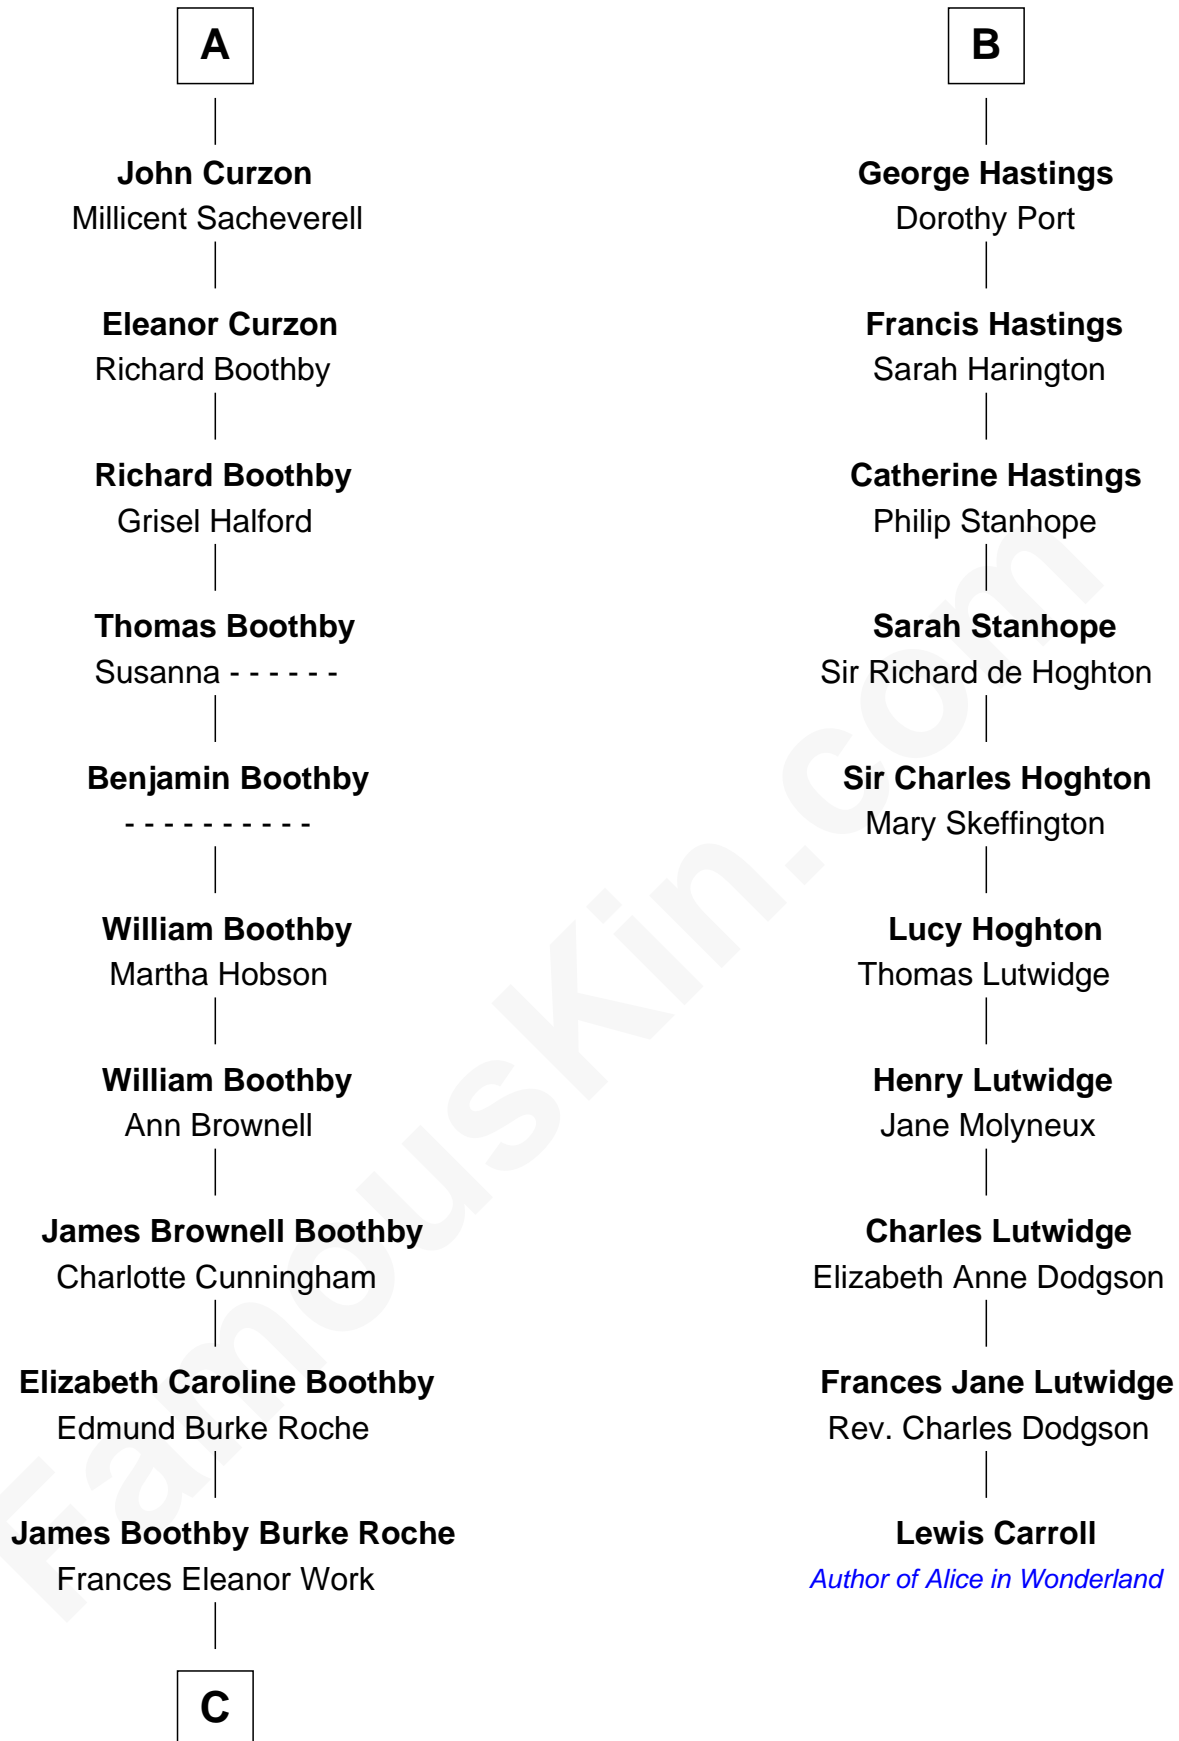 A
John Curzon
Millicent Sacheverell
Eleanor Curzon
Richard Boothby
Richard Boothby
Grisel Halford
Thomas Boothby
Susanna - - - - - -
Benjamin Boothby
- - - - - - - - - -
William Boothby
Martha Hobson
William Boothby
Ann Brownell
James Brownell Boothby
Charlotte Cunningham
Elizabeth Caroline Boothby
Edmund Burke Roche
James Boothby Burke Roche
Frances Eleanor Work
C
B
George Hastings
Dorothy Port
Francis Hastings
Sarah Harington
Catherine Hastings
Philip Stanhope
Sarah Stanhope
Sir Richard de Hoghton
Sir Charles Hoghton
Mary Skeffington
Lucy Hoghton
Thomas Lutwidge
Henry Lutwidge
Jane Molyneux
Charles Lutwidge
Elizabeth Anne Dodgson
Frances Jane Lutwidge
Rev. Charles Dodgson
Lewis Carroll
Author of Alice in Wonderland
FamousKin.com